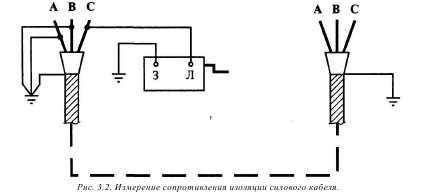 А В С
А В С
З Л
Рис. 3.2. Измерение сопротивления изоляции силового кабеля.